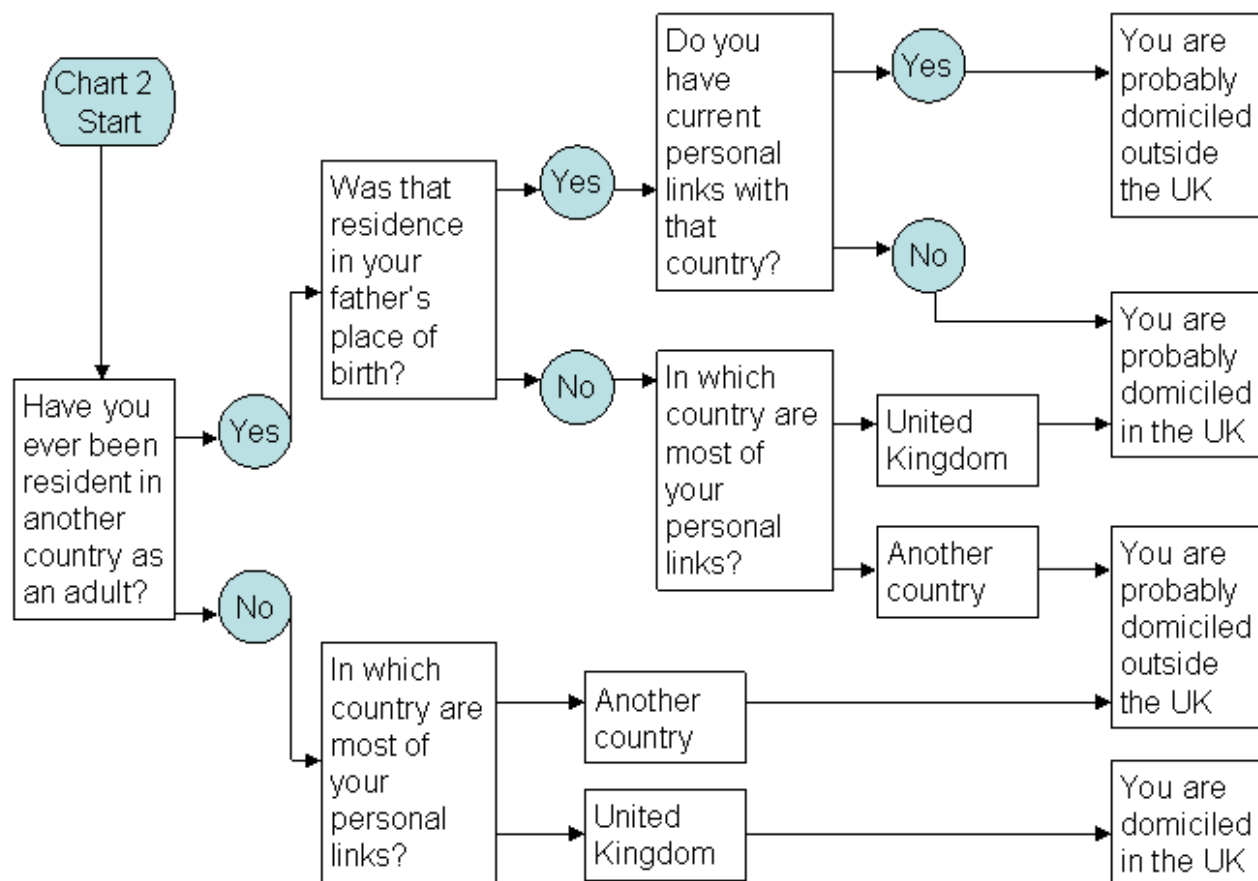 Chart 2
Start
Have you
ever been
resident in
another
country as
an adult?
Yes
No
Was that
residence
in your
father's
place of
birth?
Yes
No
Do you
have
current
personal
links with
that
country?
Yes
No
You are
probably
domiciled
outside
the UK
You are
probably
domiciled
in the UK
In which
country are
most of
your
personal
links?
United
Kingdom
Another
country
You are
probably
domiciled
outside
the UK
In which
country are
most of
your
personal
links?
Another
country
United
Kingdom
You are
domiciled
in the UK